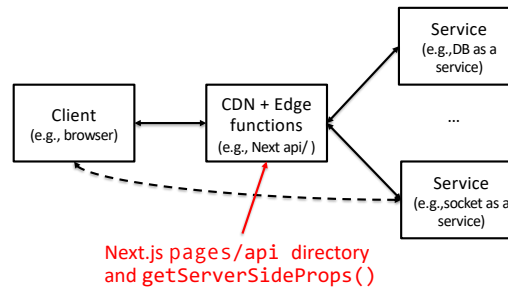 Service
(e.g.,DB as a
service)
Client
(e.g., browser)
CDN + Edge
functions
(e.g., Next api/ )
...
Service
(e.g.,socket as a
service)
Next.js pages/api directory
and getServerSideProps()